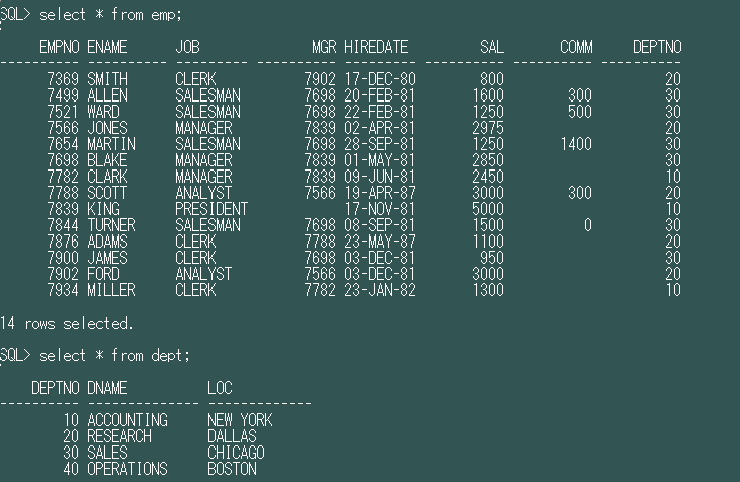 SQL> select * from emp;
EMPNO ENAME JOB MGR HIREDATE SAL COMM DEPTNO
---------- ---------- --------- ---------- --------- ---------- ---------- ----------
7369 SMITH CLERK 7902 17-DEC-80 800 20
7499 ALLEN SALESMAN 7698 20-FEB-81 1600 300 30
7521 WARD SALESMAN 7698 22-FEB-81 1250 500 30
7566 JONES MANAGER 7839 02-APR-81 2975 20
7654 MARTIN SALESMAN 7698 28-SEP-81 1250 1400 30
7698 BLAKE MANAGER 7839 01-MAY-81 2850 30
7782 CLARK MANAGER 7839 09-JUN-81 2450 10
7788 SCOTT ANALYST 7566 19-APR-87 3000 300 20
7839 KING PRESIDENT 17-NOV-81 5000 10
7844 TURNER SALESMAN 7698 08-SEP-81 1500 0 30
7876 ADAMS CLERK 7788 23-MAY-87 1100 20
7900 JAMES CLERK 7698 03-DEC-81 950 30
7902 FORD ANALYST 7566 03-DEC-81 3000 20
7934 MILLER CLERK 7782 23-JAN-82 1300 10
14 rows selected.
SQL> select * from dept;
DEPTNO DNAME LOC
---------- -------------- -------------
10 ACCOUNTING NEW YORK
20 RESEARCH DALLAS
30 SALES CHICAGO
40 OPERATIONS BOSTON